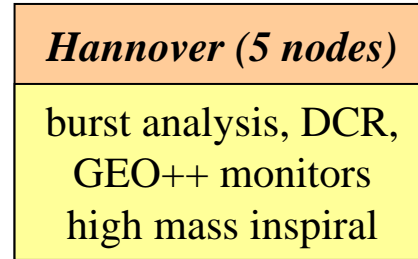 Hannover (5 nodes)
burst analysis, DCR,
GEO++ monitors
high mass inspiral